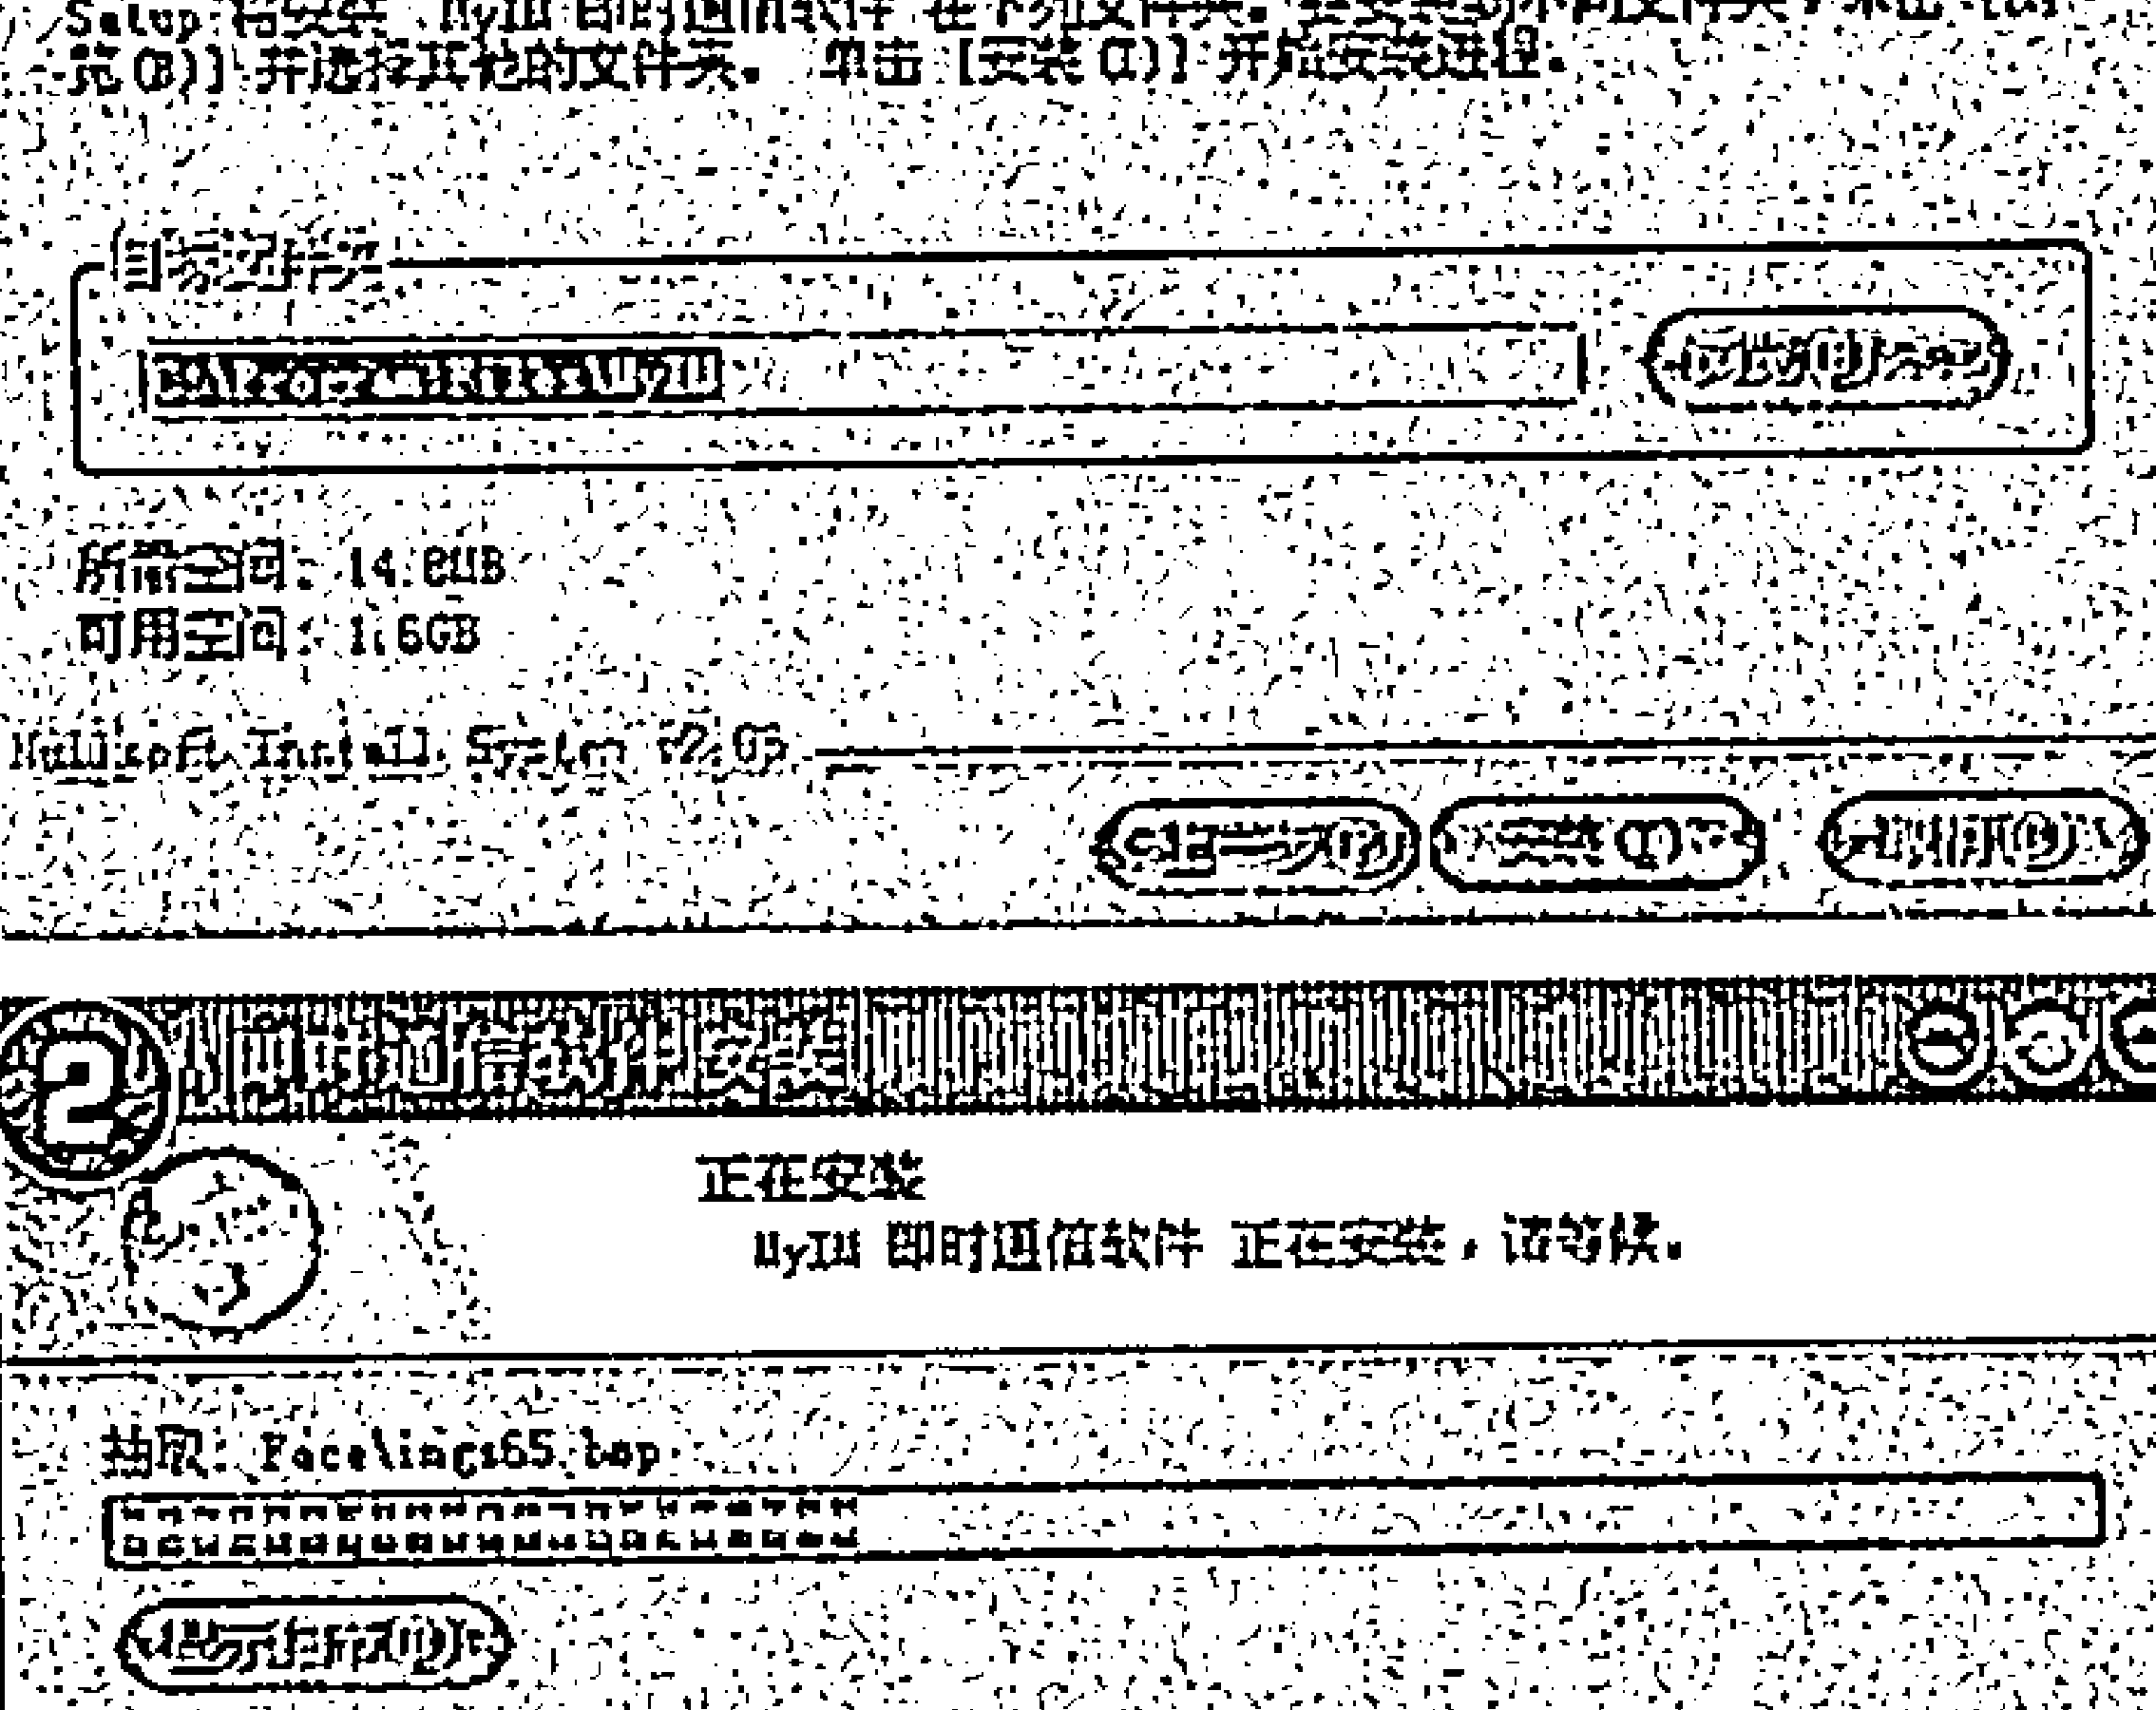 Setup 将安装 MyIM 即时通信软件 在下列文件夹。要安装到不同文件夹，单击 [浏
览(B)] 并选择其他的文件夹。 单击 [安装(I)] 开始安装进程。
目标文件夹
C:\Program Files\MyIM
浏览(B)...
所需空间: 14.8MB
可用空间: 1.6GB
Nullsoft Install System v2.05
<上一步(P)
安装(I)
取消(C)
2
即时通信软件安装
正在安装
MyIM 即时通信软件 正在安装，请等候。
抽取:
显示细节(D)